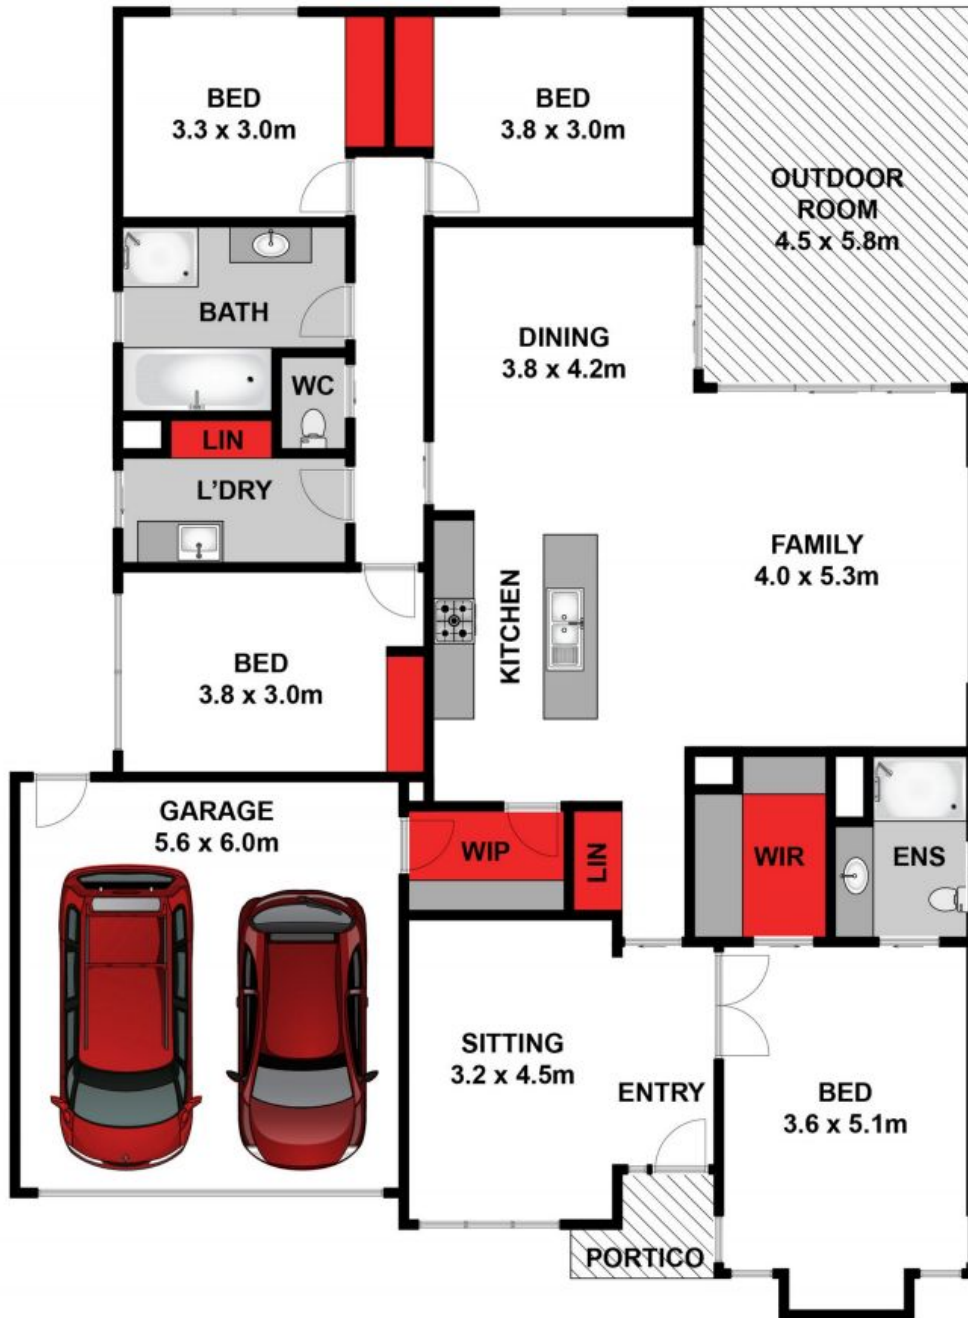 BED
3.3 x 3.0m
BED
3.8 x 3.0m
OUTDOOR
ROOM
4.5 x 5.8m
BATH
DINING
3.8 x 4.2m
WC
LIN
L'DRY
FAMILY
4.0 x 5.3m
KITCHEN
BED
3.8 x 3.0m
GARAGE
5.6 x 6.0m
WIP
LIN
WIR
ENS
SITTING
3.2 x 4.5m
ENTRY
BED
3.6 x 5.1m
PORTICO